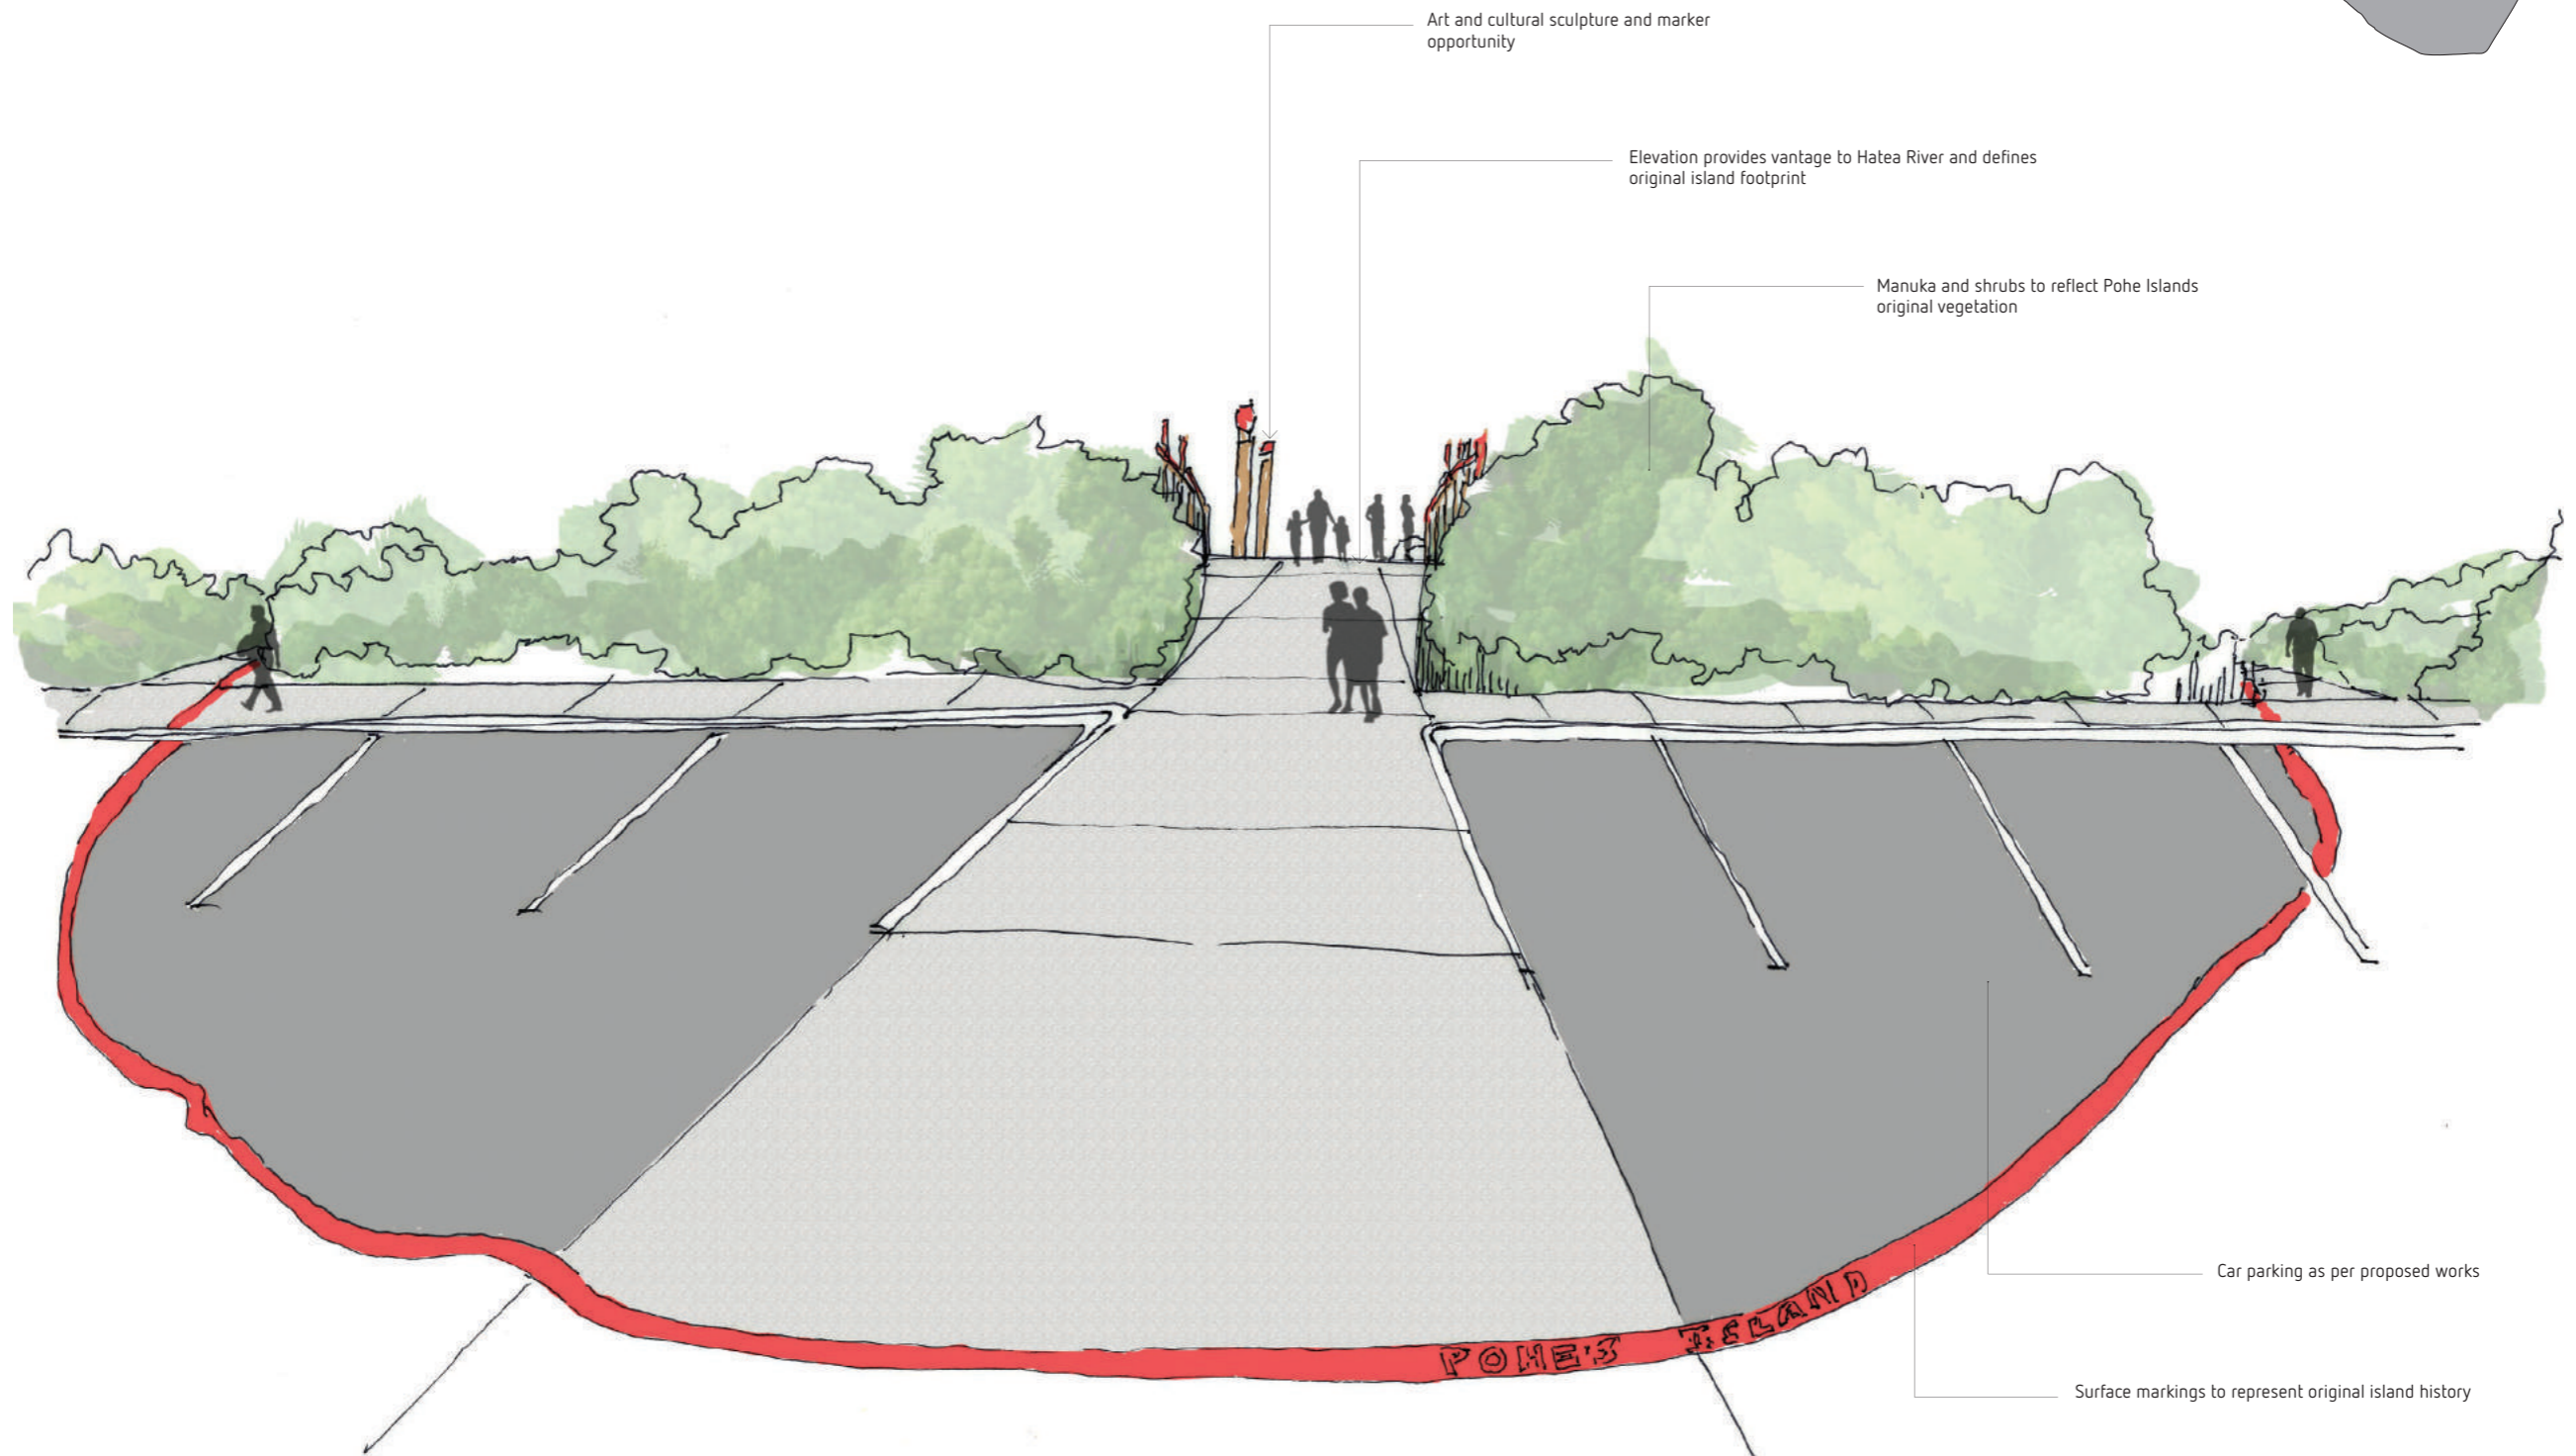 Art and cultural sculpture and marker
opportunity
Elevation provides vantage to Hatea River and defines
original island footprint
Manuka and shrubs to reflect Pohe Islands
original vegetation
Car parking as per proposed works
POHE'S ISLAND
Surface markings to represent original island history